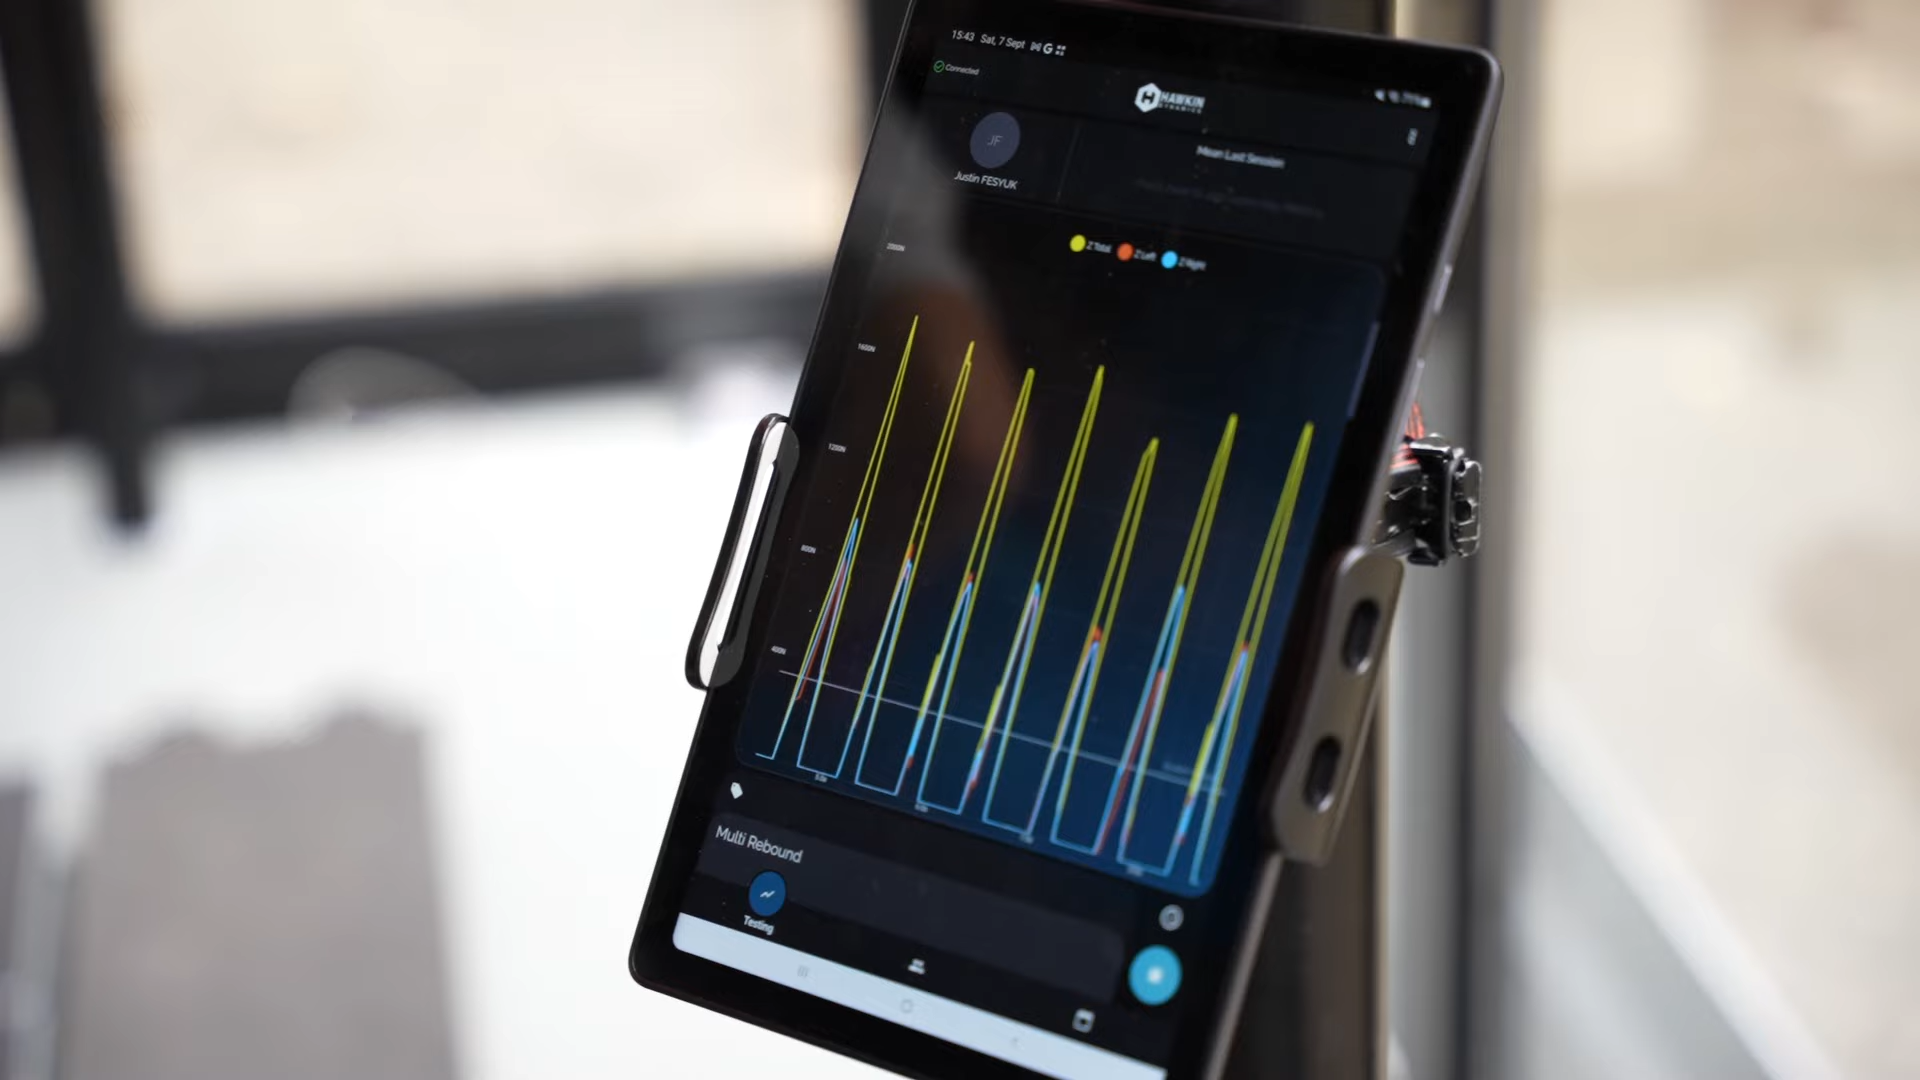 15:43 Sat, 7 Sept
Connected
HAWKIN
DYNAMICS
JF
Justin FESYUK
Mean Last Session
Z Total Z Left Z Right
2000N
1600N
1200N
800N
400N
Multi Rebound
Testing